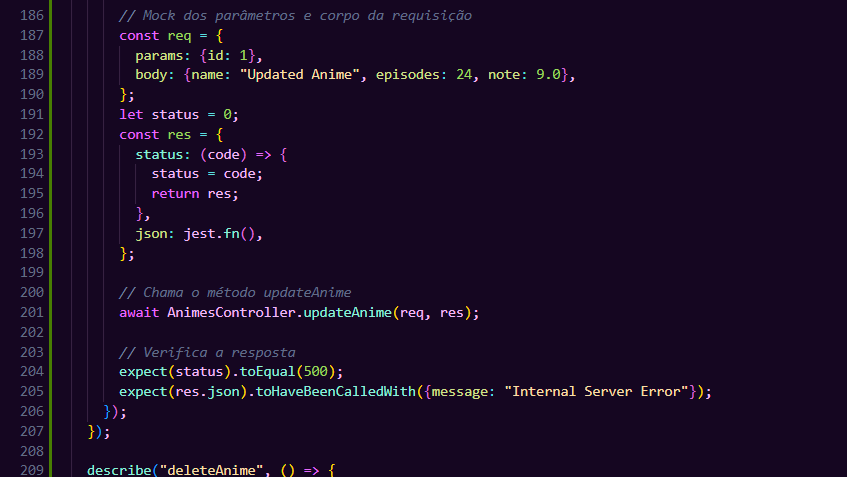 186 // Mock dos parâmetros e corpo da requisição
187 const req = {
188 params: {id: 1},
189 body: {name: "Updated Anime", episodes: 24, note: 9.0},
190 };
191 let status = 0;
192 const res = {
193 status: (code) => {
194 status = code;
195 return res;
196 },
197 json: jest.fn(),
198 };
199
200 // Chama o método updateAnime
201 await AnimesController.updateAnime(req, res);
202
203 // Verifica a resposta
204 expect(status).toEqual(500);
205 expect(res.json).toHaveBeenCalledWith({message: "Internal Server Error"});
206 });
207 });
208
209 describe("deleteAnime", () => {